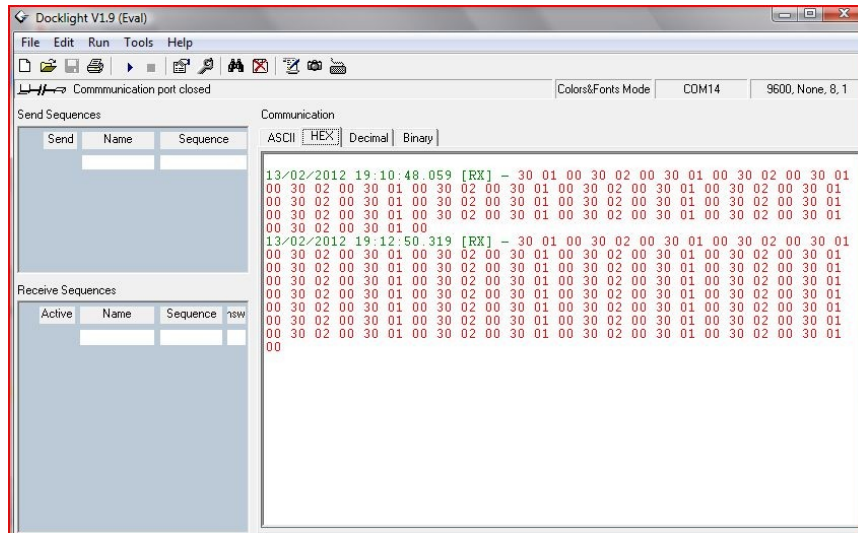 Docklight V1.9 (Eval)
File Edit Run Tools Help
Commmunication port closed
Colors&Fonts Mode COM14 9600, None, 8, 1
Send Sequences
Send Name Sequence
Communication
ASCII HEX Decimal Binary
13/02/2012 19:10:48.059 [RX] – 30 01 00 30 02 00 30 01 00 30 02 00 30 01
00 30 02 00 30 01 00 30 02 00 30 01 00 30 02 00 30 01 00 30 02 00 30 01
00 30 02 00 30 01 00 30 02 00 30 01 00 30 02 00 30 01 00 30 02 00 30 01
00 30 02 00 30 01 00 30 02 00 30 01 00 30 02 00 30 01 00 30 02 00 30 01
00 30 02 00 30 01 00
13/02/2012 19:12:50.319 [RX] – 30 01 00 30 02 00 30 01 00 30 02 00 30 01
00 30 02 00 30 01 00 30 02 00 30 01 00 30 02 00 30 01 00 30 02 00 30 01
00 30 02 00 30 01 00 30 02 00 30 01 00 30 02 00 30 01 00 30 02 00 30 01
00 30 02 00 30 01 00 30 02 00 30 01 00 30 02 00 30 01 00 30 02 00 30 01
00 30 02 00 30 01 00 30 02 00 30 01 00 30 02 00 30 01 00 30 02 00 30 01
00 30 02 00 30 01 00 30 02 00 30 01 00 30 02 00 30 01 00 30 02 00 30 01
00 30 02 00 30 01 00 30 02 00 30 01 00 30 02 00 30 01 00 30 02 00 30 01
00 30 02 00 30 01 00 30 02 00 30 01 00 30 02 00 30 01 00 30 02 00 30 01
00
Receive Sequences
Active Name Sequence nsw